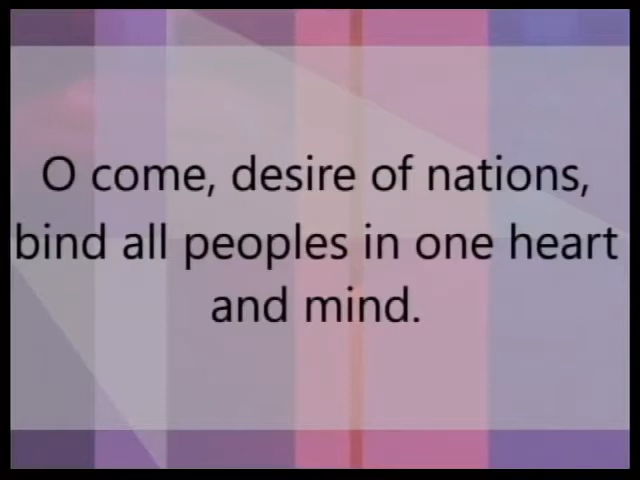 O come, desire of nations,
bind all peoples in one heart
and mind.